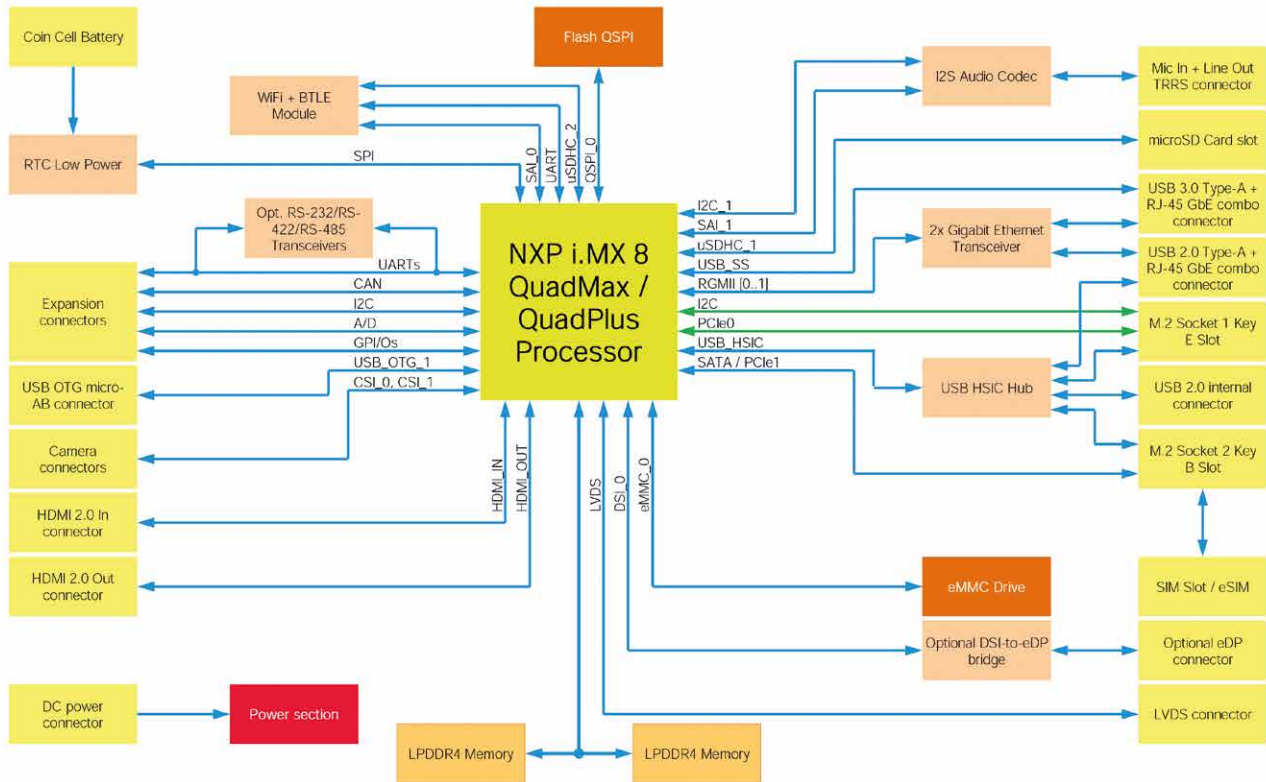 Coin Cell Battery
Flash QSPI
WiFi + BTLE
Module
I2S Audio Codec
Mic In + Line Out
TRRS connector
RTC Low Power
SPI
SAI_0
UART
uSDHC_2
QSPI_0
microSD Card slot
Opt. RS-232/RS-
422/RS-485
Transceivers
USB 3.0 Type-A +
RJ-45 GbE combo
connector
2x Gigabit Ethernet
Transceiver
USB 2.0 Type-A +
RJ-45 GbE combo
connector
NXP i.MX 8
QuadMax /
QuadPlus
Processor
I2C_1
SAI_1
uSDHC_1
USB_SS
RGMII [0..1]
I2C
PCIe0
USB_HSIC
SATA / PCIe1
Expansion
connectors
UARTs
CAN
I2C
A/D
GPI/Os
USB_OTG_1
CSI_0, CSI_1
M.2 Socket 1 Key
E Slot
USB OTG micro-
AB connector
USB HSIC Hub
USB 2.0 internal
connector
Camera
connectors
M.2 Socket 2 Key
B Slot
HDMI_IN
HDMI_OUT
LVDS
DSI_0
eMMC_0
HDMI 2.0 In
connector
HDMI 2.0 Out
connector
eMMC Drive
SIM Slot / eSIM
Optional DSI-to-eDP
bridge
Optional eDP
connector
DC power
connector
Power section
LVDS connector
LPDDR4 Memory
LPDDR4 Memory